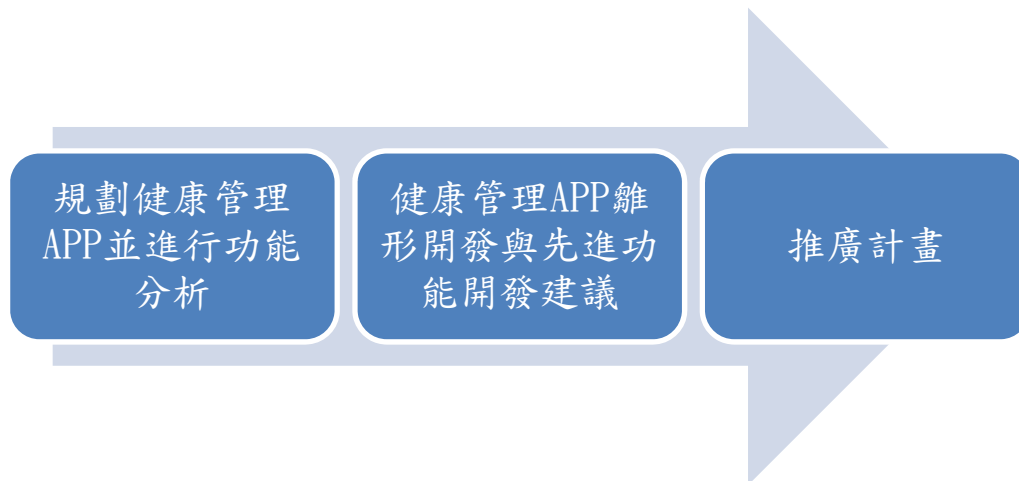 規劃健康管理
APP並進行功能
分析
健康管理APP雛
形開發與先進功
能開發建議
推廣計畫